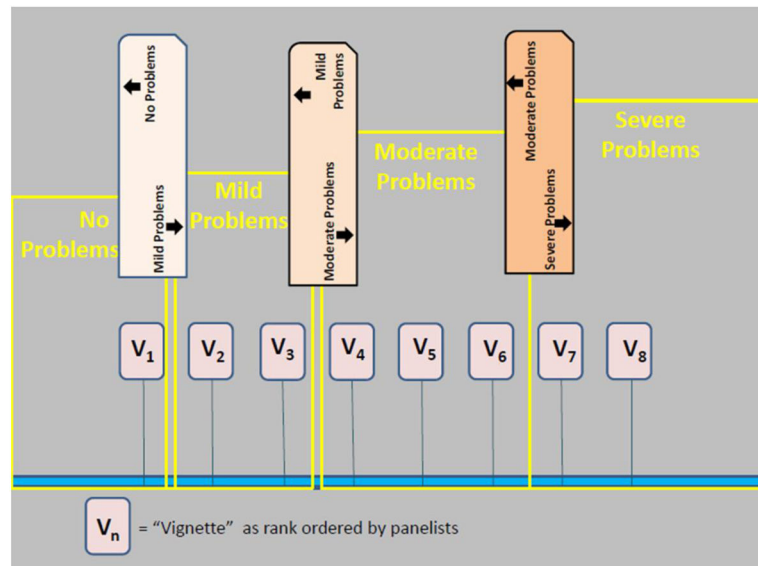 No Problems
Mild Problems
Mild
Problems
Moderate Problems
Moderate Problems
Severe Problems
No
Problems
Mild
Problems
Moderate
Problems
Severe
Problems
V1
V2
V3
V4
V5
V6
V7
V8
Vn = “Vignette” as rank ordered by panelists